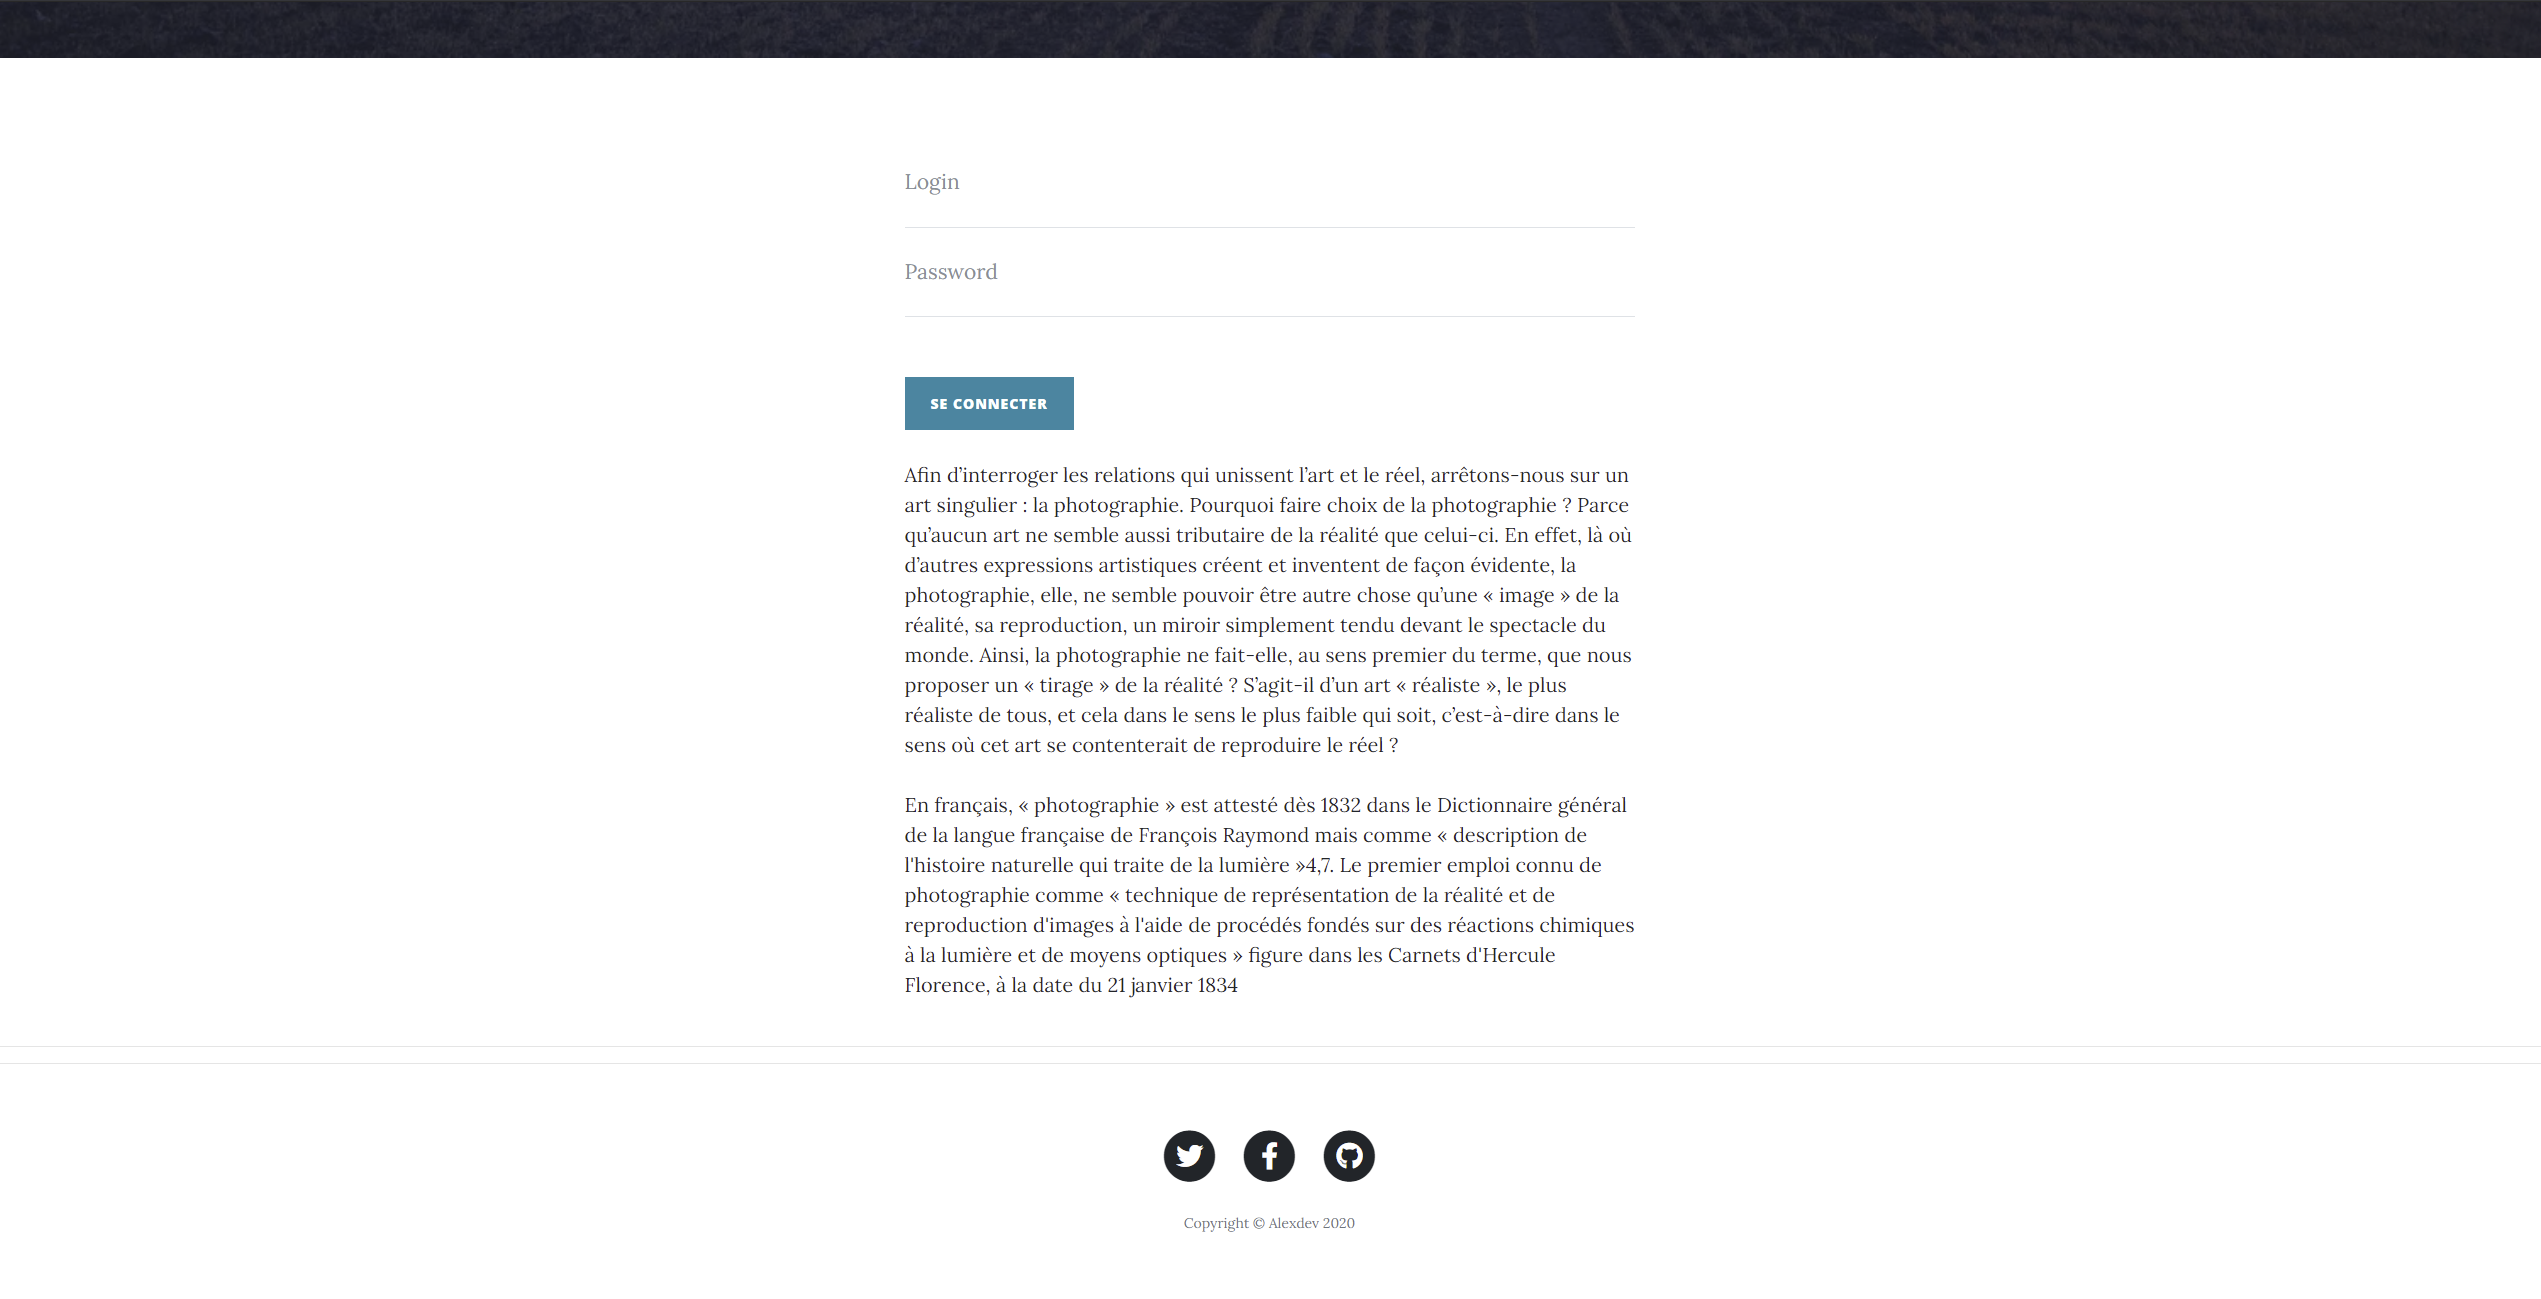 Login
Password
SE CONNECTER
Afin d’interroger les relations qui unissent l’art et le réel, arrêtons-nous sur un
art singulier : la photographie. Pourquoi faire choix de la photographie ? Parce
qu’aucun art ne semble aussi tributaire de la réalité que celui-ci. En effet, là où
d’autres expressions artistiques créent et inventent de façon évidente, la
photographie, elle, ne semble pouvoir être autre chose qu’une « image » de la
réalité, sa reproduction, un miroir simplement tendu devant le spectacle du
monde. Ainsi, la photographie ne fait-elle, au sens premier du terme, que nous
proposer un « tirage » de la réalité ? S’agit-il d’un art « réaliste », le plus
réaliste de tous, et cela dans le sens le plus faible qui soit, c’est-à-dire dans le
sens où cet art se contenterait de reproduire le réel ?
En français, « photographie » est attesté dès 1832 dans le Dictionnaire général
de la langue française de François Raymond mais comme « description de
l'histoire naturelle qui traite de la lumière »4,7. Le premier emploi connu de
photographie comme « technique de représentation de la réalité et de
reproduction d'images à l'aide de procédés fondés sur des réactions chimiques
à la lumière et de moyens optiques » figure dans les Carnets d'Hercule
Florence, à la date du 21 janvier 1834
Copyright © Alexdev 2020